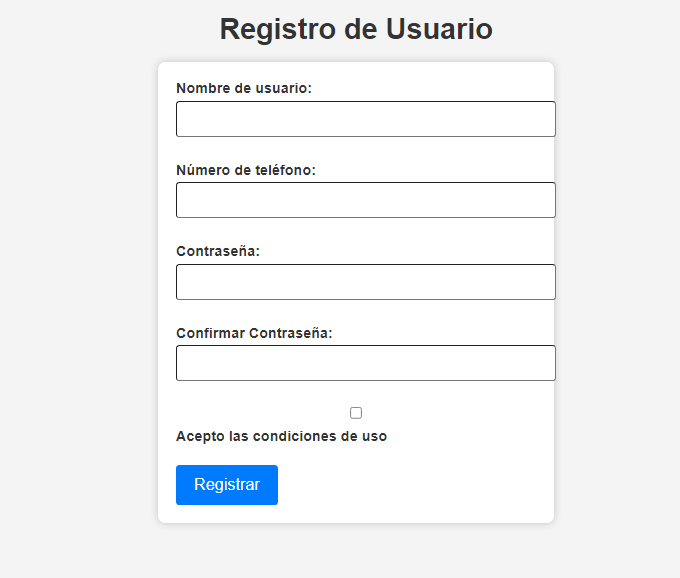 Registro de Usuario
Nombre de usuario:
Número de teléfono:
Contraseña:
Confirmar Contraseña:
Acepto las condiciones de uso
Registrar